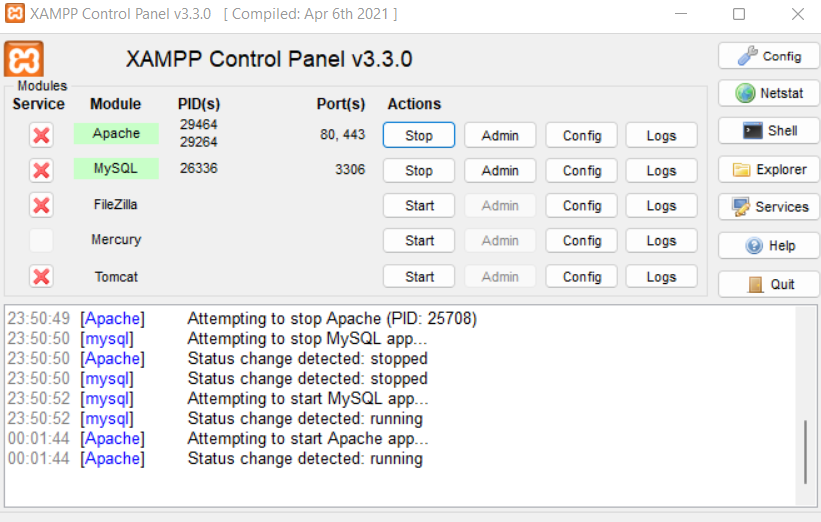 XAMPP Control Panel v3.3.0 [ Compiled: Apr 6th 2021 ]
XAMPP Control Panel v3.3.0
Config
Modules
Service Module PID(s) Port(s) Actions
Netstat
Apache 29464 29264 80, 443 Stop Admin Config Logs
Shell
MySQL 26336 3306 Stop Admin Config Logs
Explorer
FileZilla Start Admin Config Logs
Services
Mercury Start Admin Config Logs
Help
Tomcat Start Admin Config Logs
Quit
23:50:49 [Apache] Attempting to stop Apache (PID: 25708)
23:50:50 [mysql] Attempting to stop MySQL app...
23:50:50 [Apache] Status change detected: stopped
23:50:50 [mysql] Status change detected: stopped
23:50:52 [mysql] Attempting to start MySQL app...
23:50:52 [mysql] Status change detected: running
00:01:44 [Apache] Attempting to start Apache app...
00:01:44 [Apache] Status change detected: running